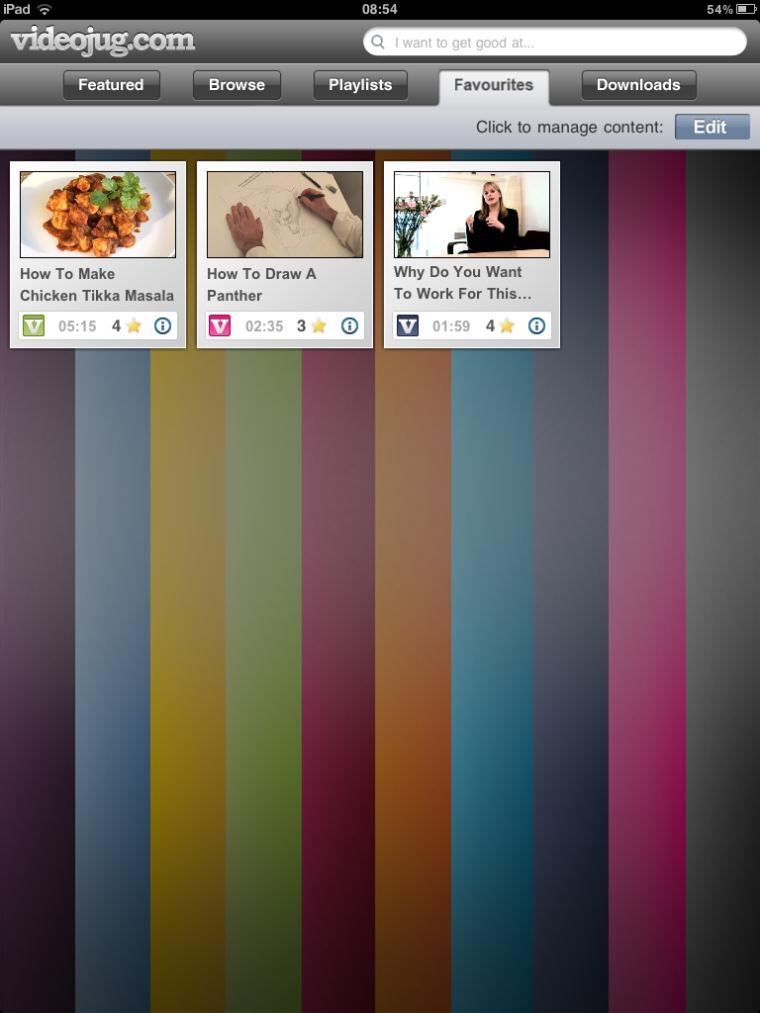 iPad 08:54 54%
videojug.com I want to get good at...
Featured Browse Playlists Favourites Downloads
Click to manage content: Edit
How To Make
Chicken Tikka Masala
V 05:15 4
How To Draw A
Panther
V 02:35 3
Why Do You Want
To Work For This...
V 01:59 4